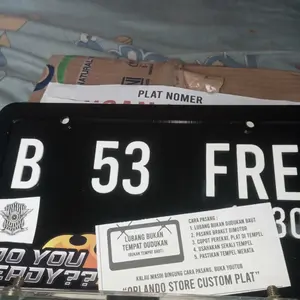 PLAT NOMER
B 53 FRE
30
DO YOU
READY??
LUBANG BUKAN
TEMPAT DUDUKAN
CARA PASANG :
1. LUBANG BUKAN DUDUKAN BAUT.
2. PASANG BRAKET DIMOTOR
3. COPOT PEREKAT PLAT DI TEMPEL.
4. USAHAKAN SEKALI TEMPEL
5. PASTIKAN TEMPEL MERATA
KALAU MASIH BINGUNG CARA PASANG, BUKA YOUTUB
"ORLANDO STORE CUSTOM PLAT"